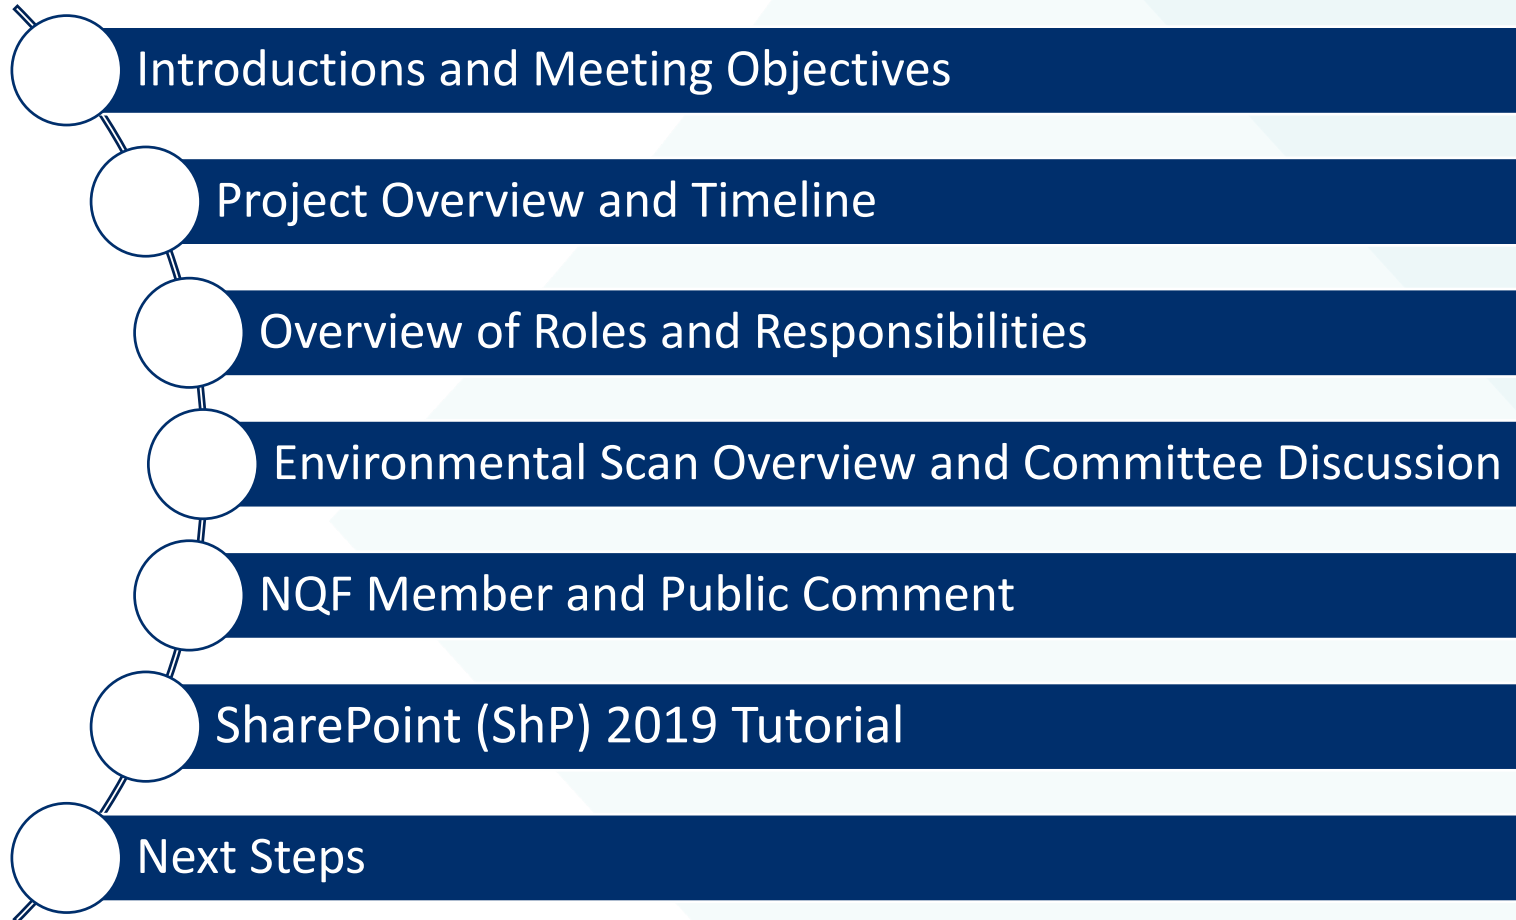 Introductions and Meeting Objectives
Project Overview and Timeline
Overview of Roles and Responsibilities
Environmental Scan Overview and Committee Discussion
NQF Member and Public Comment
SharePoint (ShP) 2019 Tutorial
Next Steps